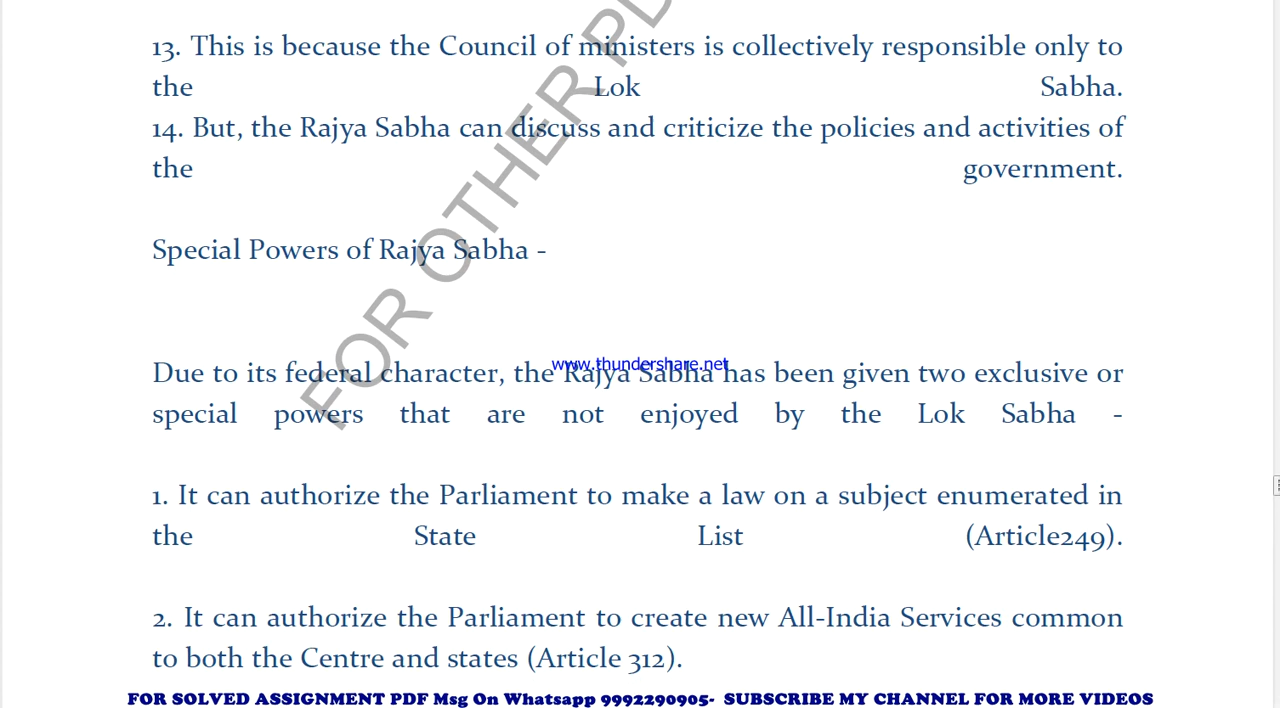 13. This is because the Council of ministers is collectively responsible only to
the Lok Sabha.
14. But, the Rajya Sabha can discuss and criticize the policies and activities of
the government.
Special Powers of Rajya Sabha -
www.thundershare.net
Due to its federal character, the Rajya Sabha has been given two exclusive or
special powers that are not enjoyed by the Lok Sabha -
1. It can authorize the Parliament to make a law on a subject enumerated in
the State List (Article249).
2. It can authorize the Parliament to create new All-India Services common
to both the Centre and states (Article 312).
FOR OTHER
FOR SOLVED ASSIGNMENT PDF Msg On Whatsapp 9992290905- SUBSCRIBE MY CHANNEL FOR MORE VIDEOS